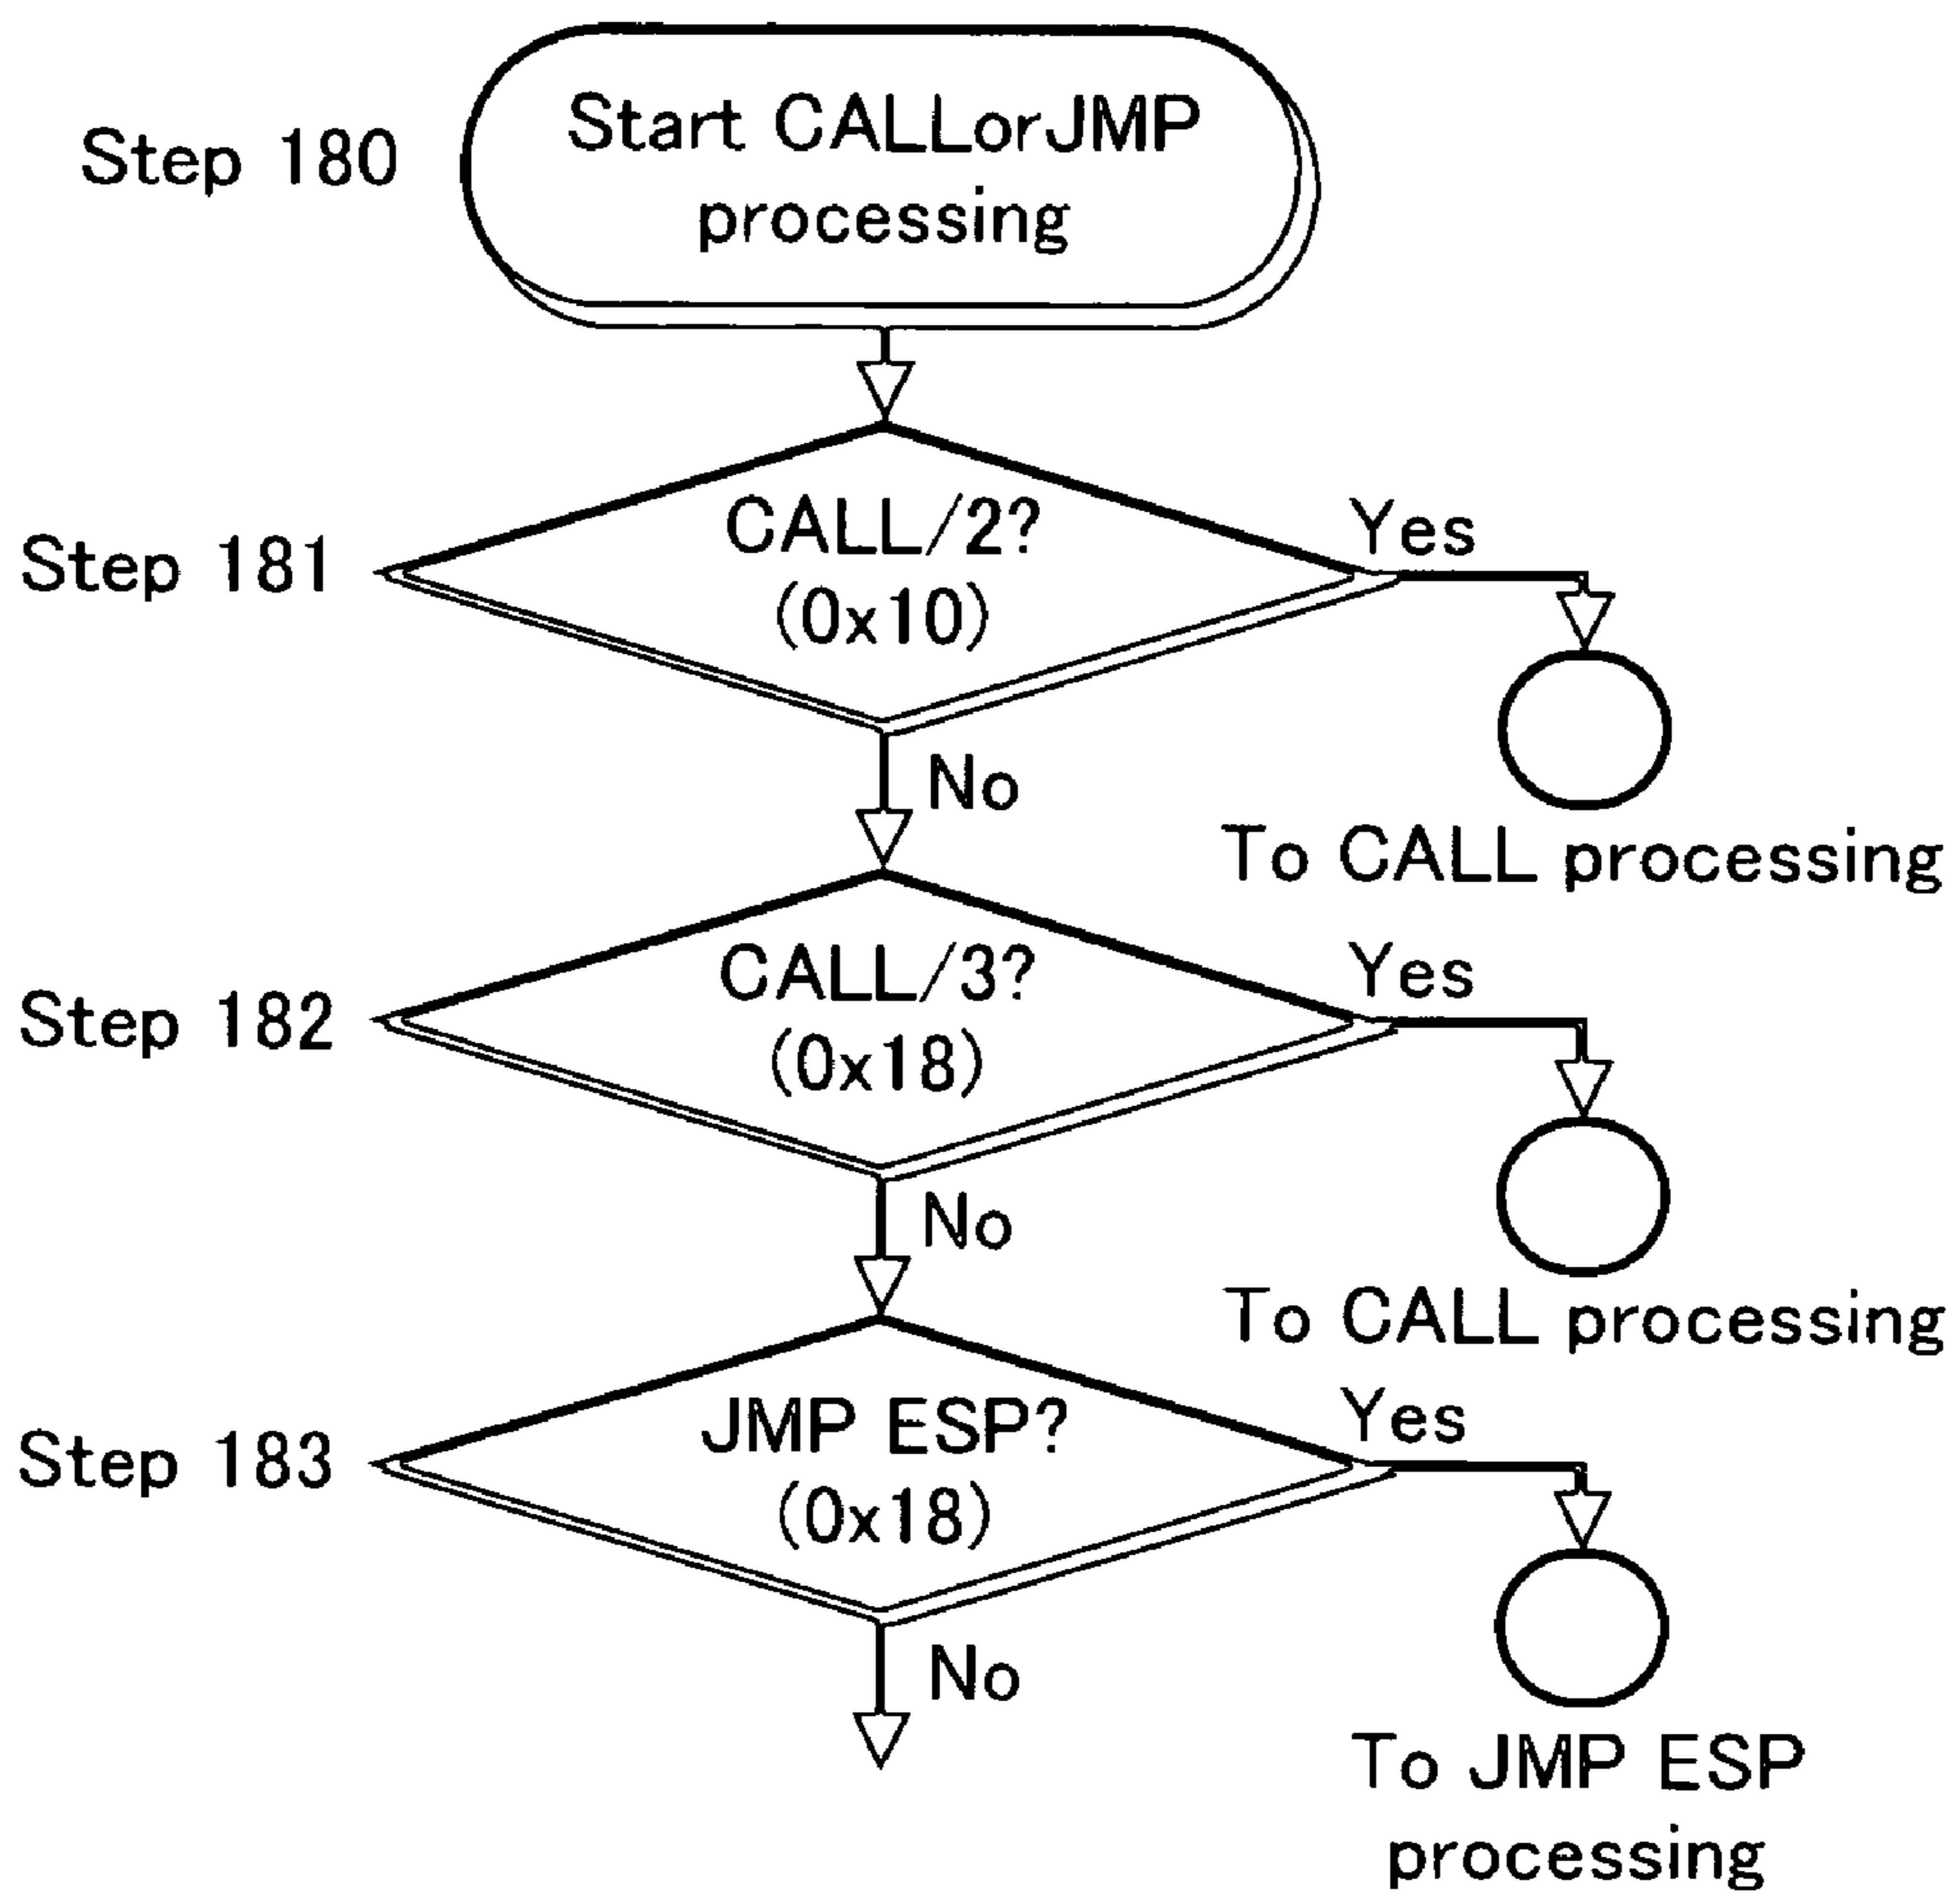 Step 180
Start CALLorJMP
processing
Step 181
CALL/2?
(0x10)
Yes
No
To CALL processing
Step 182
CALL/3?
(0x18)
Yes
No
To CALL processing
Step 183
JMP ESP?
(0x18)
Yes
No
To JMP ESP
processing